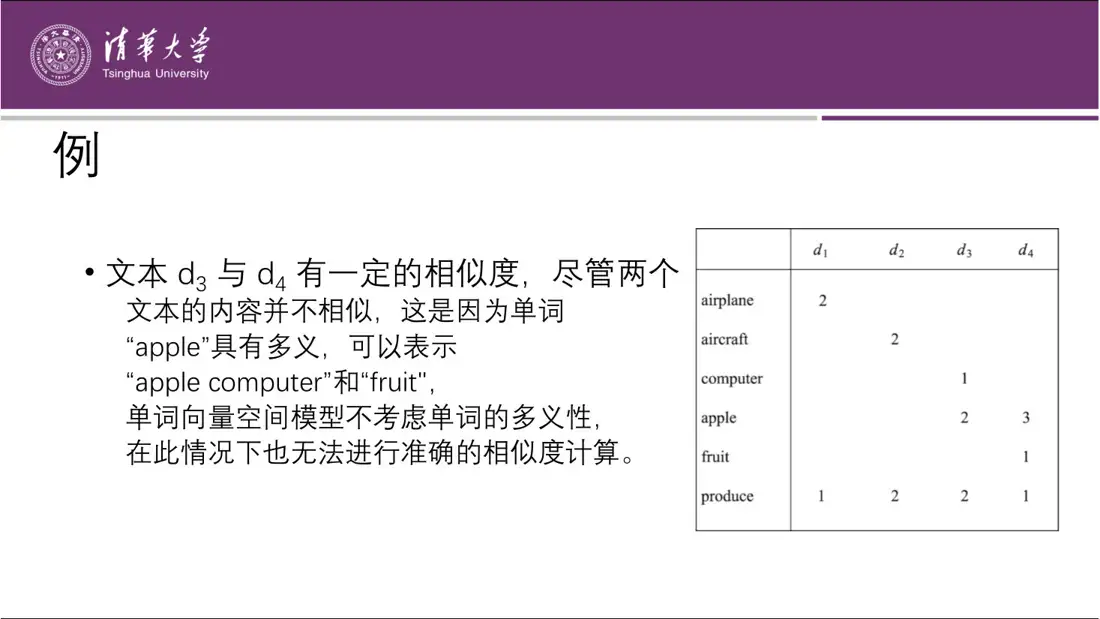 清华大学
Tsinghua University
例
• 文本 d3 与 d4 有一定的相似度，尽管两个
文本的内容并不相似，这是因为单词
“apple”具有多义，可以表示
“apple computer”和“fruit",
单词向量空间模型不考虑单词的多义性，
在此情况下也无法进行准确的相似度计算。
d1 d2 d3 d4
airplane 2
aircraft 2
computer 1
apple 2 3
fruit 1
produce 1 2 2 1